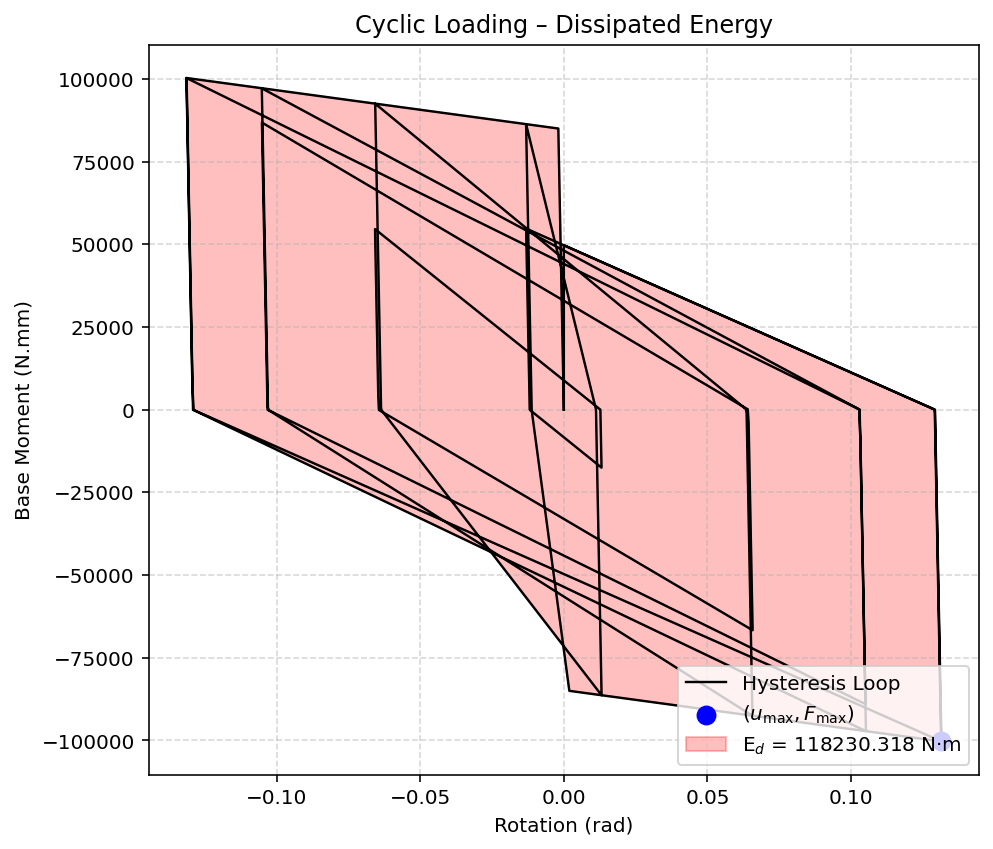 Cyclic Loading – Dissipated Energy
Base Moment (N.mm)
100000
75000
50000
25000
0
−25000
−50000
−75000
−100000
Hysteresis Loop
(u_max, F_max)
E_d = 118230.318 N·m
−0.10
−0.05
0.00
0.05
0.10
Rotation (rad)